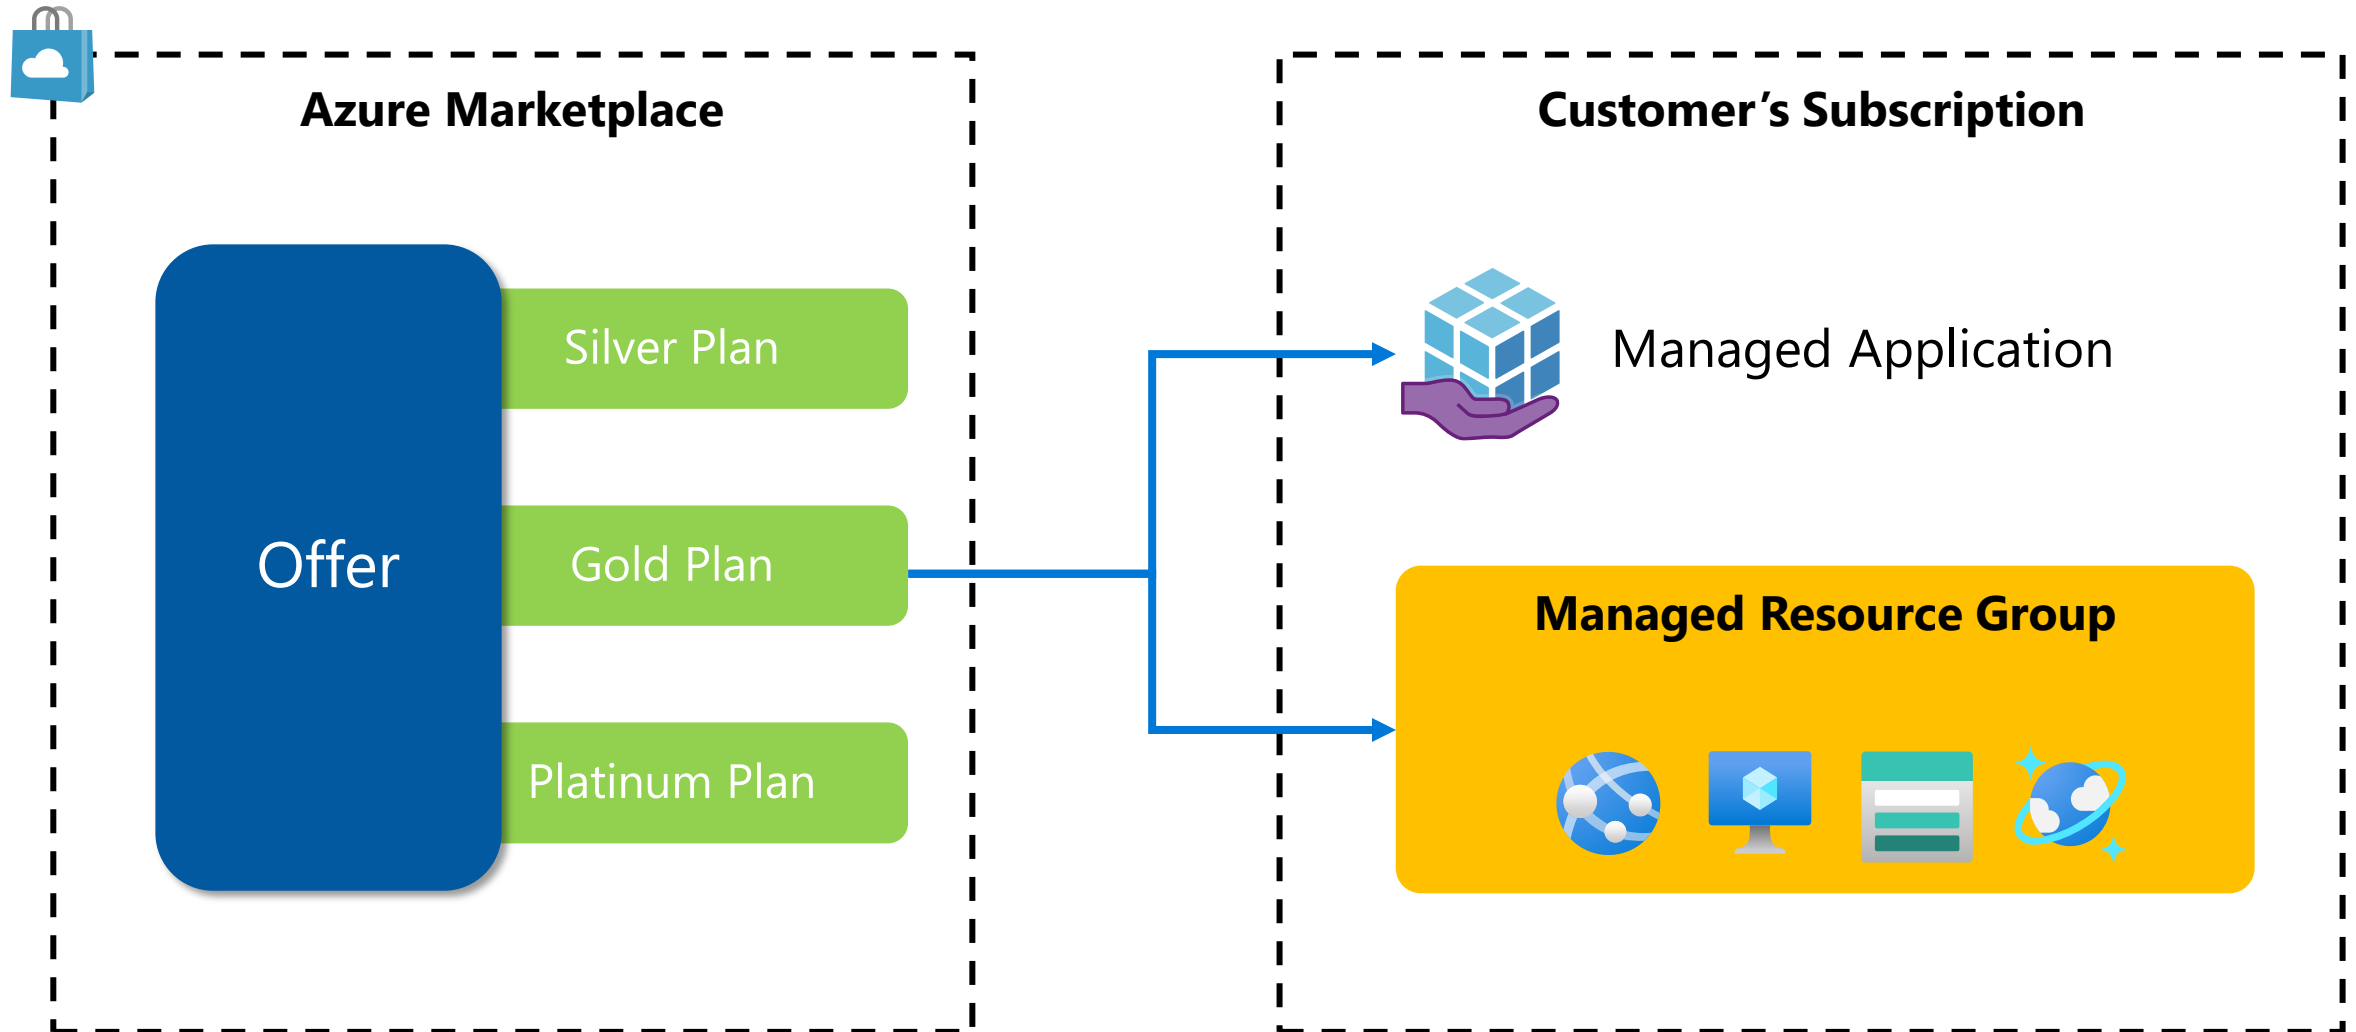 Azure Marketplace
Offer
Silver Plan
Gold Plan
Platinum Plan
Customer’s Subscription
Managed Application
Managed Resource Group